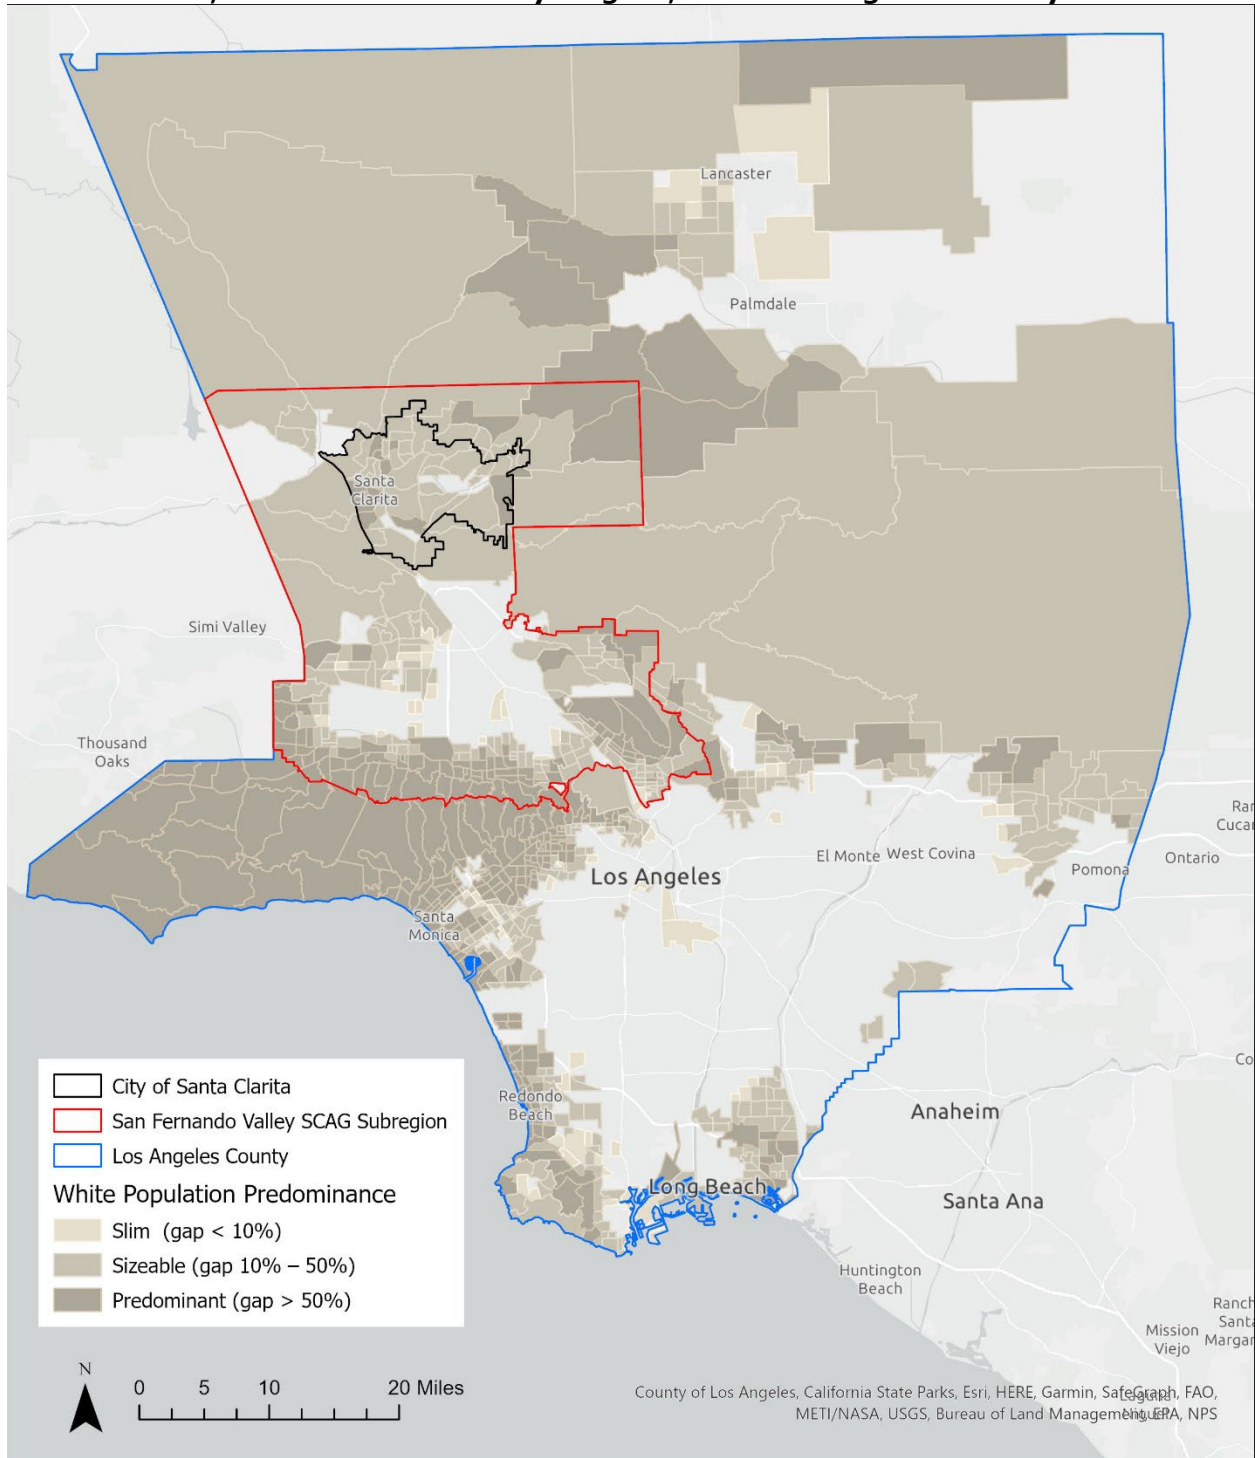 Lancaster
Palmdale
Santa
Clarita
Simi Valley
Thousand
Oaks
Los Angeles
El Monte
West Covina
Pomona
Ontario
Santa
Monica
Redondo
Beach
Anaheim
Long Beach
Santa Ana
Huntington
Beach
Mission
Viejo
City of Santa Clarita
San Fernando Valley SCAG Subregion
Los Angeles County
White Population Predominance
Slim (gap < 10%)
Sizeable (gap 10% – 50%)
Predominant (gap > 50%)
N
0 5 10 20 Miles
County of Los Angeles, California State Parks, Esri, HERE, Garmin, SafeGraph, FAO,
METI/NASA, USGS, Bureau of Land Management, EPA, NPS